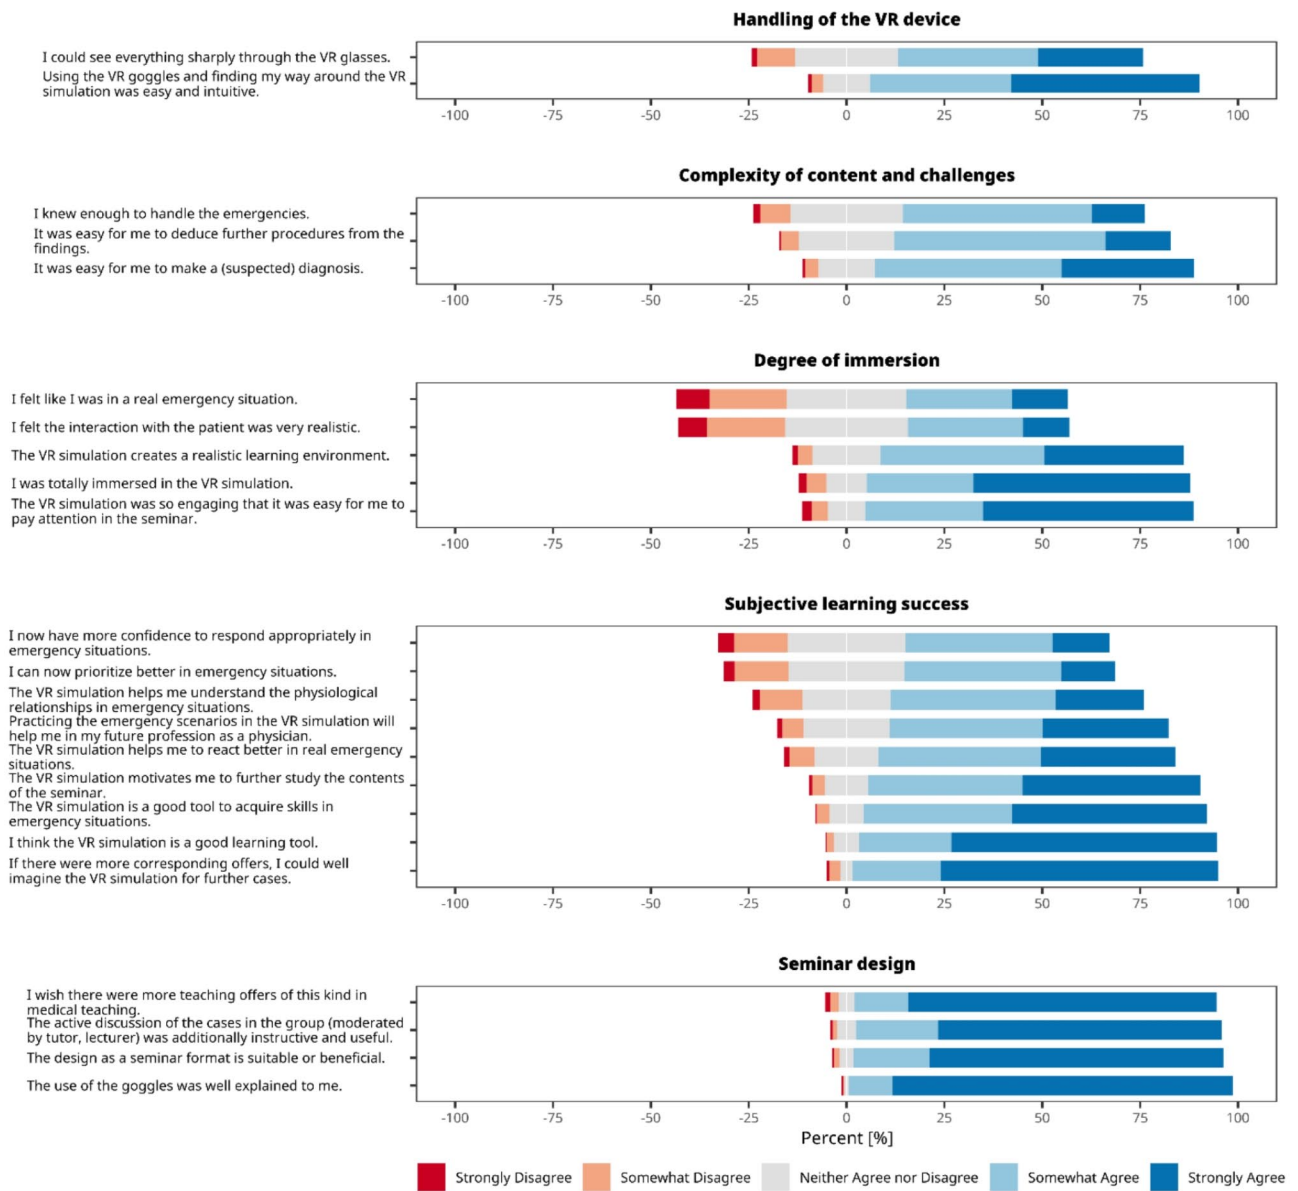 Handling of the VR device
I could see everything sharply through the VR glasses.
Using the VR goggles and finding my way around the VR
simulation was easy and intuitive.
-100 -75 -50 -25 0 25 50 75 100
Complexity of content and challenges
I knew enough to handle the emergencies.
It was easy for me to deduce further procedures from the
findings.
It was easy for me to make a (suspected) diagnosis.
-100 -75 -50 -25 0 25 50 75 100
Degree of immersion
I felt like I was in a real emergency situation.
I felt the interaction with the patient was very realistic.
The VR simulation creates a realistic learning environment.
I was totally immersed in the VR simulation.
The VR simulation was so engaging that it was easy for me to
pay attention in the seminar.
-100 -75 -50 -25 0 25 50 75 100
Subjective learning success
I now have more confidence to respond appropriately in
emergency situations.
I can now prioritize better in emergency situations.
The VR simulation helps me understand the physiological
relationships in emergency situations.
Practicing the emergency scenarios in the VR simulation will
help me in my future profession as a physician.
The VR simulation helps me to react better in real emergency
situations.
The VR simulation motivates me to further study the contents
of the seminar.
The VR simulation is a good tool to acquire skills in
emergency situations.
I think the VR simulation is a good learning tool.
If there were more corresponding offers, I could well
imagine the VR simulation for further cases.
-100 -75 -50 -25 0 25 50 75 100
Seminar design
I wish there were more teaching offers of this kind in
medical teaching.
The active discussion of the cases in the group (moderated
by tutor, lecturer) was additionally instructive and useful.
The design as a seminar format is suitable or beneficial.
The use of the goggles was well explained to me.
-100 -75 -50 -25 0 25 50 75 100
Percent [%]
Strongly Disagree Somewhat Disagree Neither Agree nor Disagree Somewhat Agree Strongly Agree